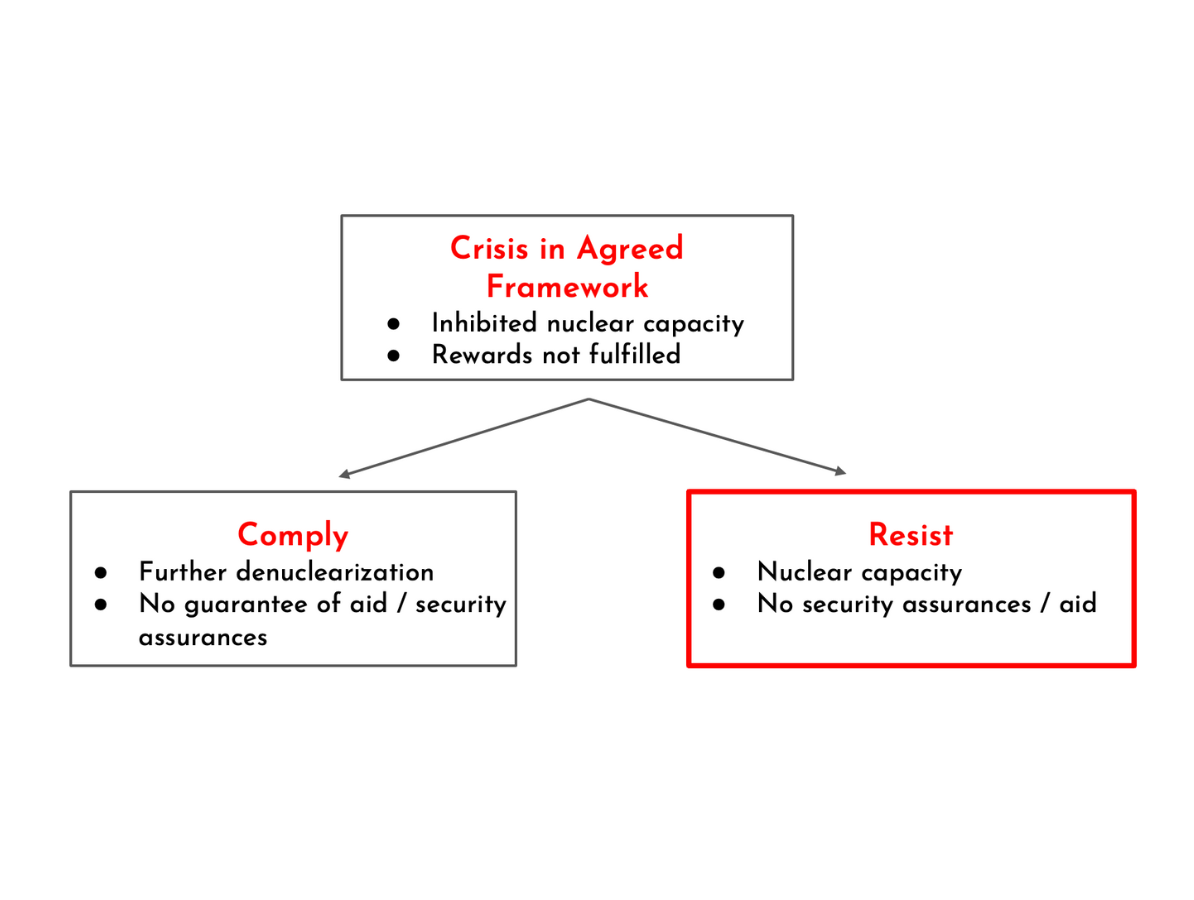 Crisis in Agreed
Framework
● Inhibited nuclear capacity
● Rewards not fulfilled
Comply
● Further denuclearization
● No guarantee of aid / security
assurances
Resist
● Nuclear capacity
● No security assurances / aid